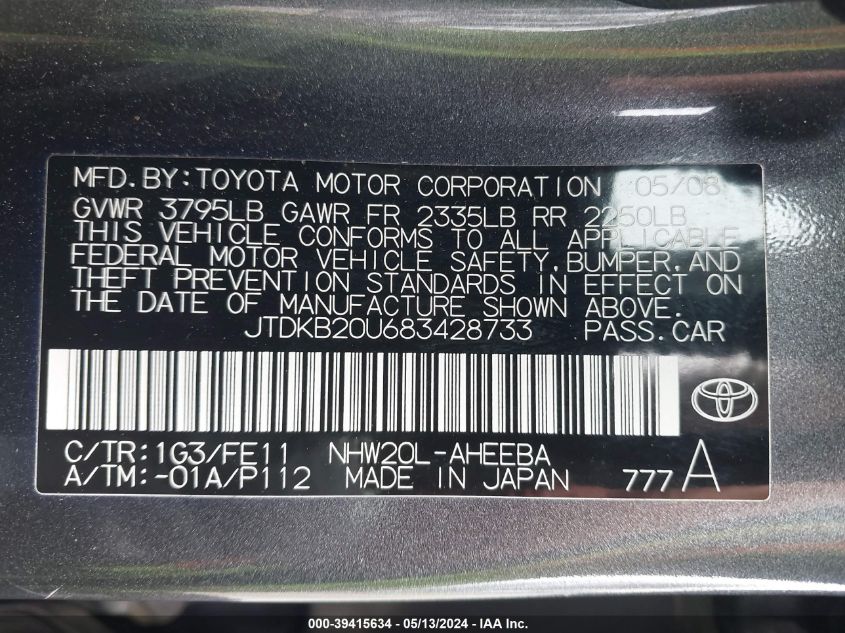 MFD.BY:TOYOTA MOTOR CORPORATION 05/08
GVWR 3795LB GAWR FR 2335LB RR 2250LB
THIS VEHICLE CONFORMS TO ALL APPLICABLE
FEDERAL MOTOR VEHICLE SAFETY,BUMPER,AND
THEFT PREVENTION STANDARDS IN EFFECT ON
THE DATE OF MANUFACTURE SHOWN ABOVE.
JTDKB20U683428733 PASS.CAR
C/TR:1G3/FE11 NHW20L-AHEEBA
A/TM:-01A/P112 MADE IN JAPAN 777 A
000-39415634 - 05/13/2024 - IAA Inc.